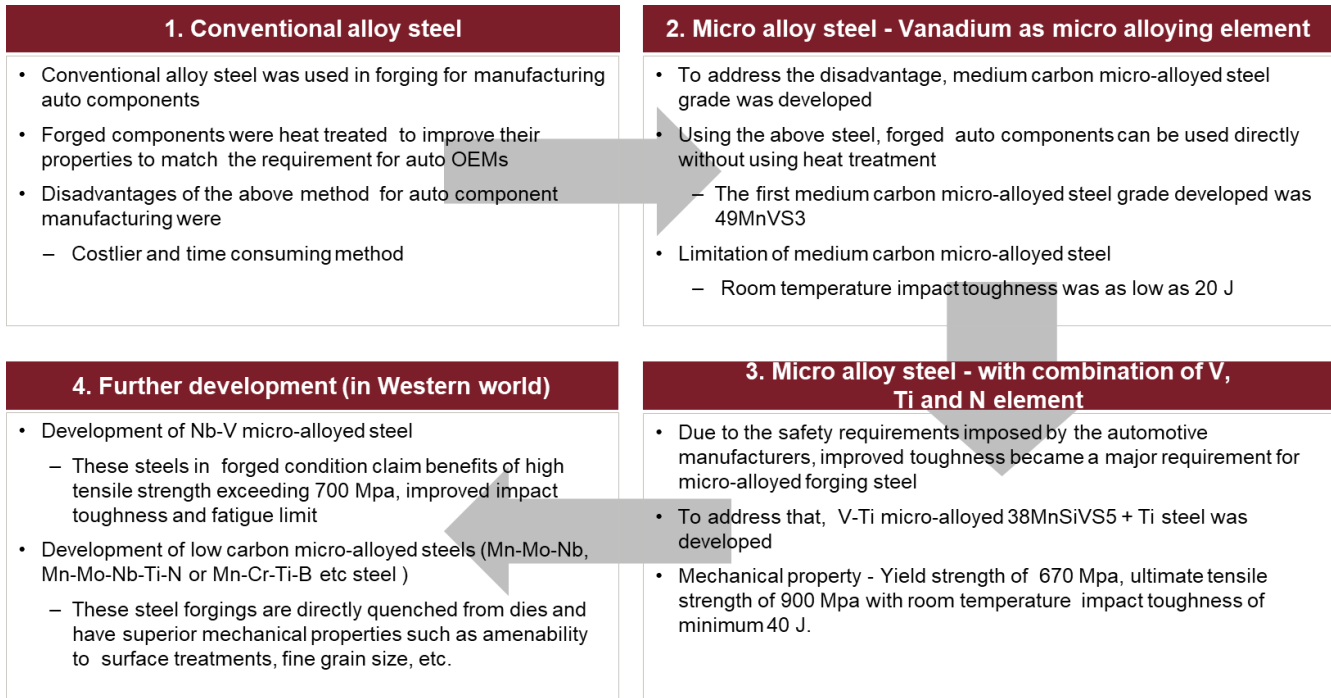 1. Conventional alloy steel
• Conventional alloy steel was used in forging for manufacturing
auto components
• Forged components were heat treated to improve their
properties to match the requirement for auto OEMs
• Disadvantages of the above method for auto component
manufacturing were
– Costlier and time consuming method
2. Micro alloy steel - Vanadium as micro alloying element
• To address the disadvantage, medium carbon micro-alloyed steel
grade was developed
• Using the above steel, forged auto components can be used directly
without using heat treatment
– The first medium carbon micro-alloyed steel grade developed was
49MnVS3
• Limitation of medium carbon micro-alloyed steel
– Room temperature impact toughness was as low as 20 J
3. Micro alloy steel - with combination of V,
Ti and N element
• Due to the safety requirements imposed by the automotive
manufacturers, improved toughness became a major requirement for
micro-alloyed forging steel
• To address that, V-Ti micro-alloyed 38MnSiVS5 + Ti steel was
developed
• Mechanical property - Yield strength of 670 Mpa, ultimate tensile
strength of 900 Mpa with room temperature impact toughness of
minimum 40 J.
4. Further development (in Western world)
• Development of Nb-V micro-alloyed steel
– These steels in forged condition claim benefits of high
tensile strength exceeding 700 Mpa, improved impact
toughness and fatigue limit
• Development of low carbon micro-alloyed steels (Mn-Mo-Nb,
Mn-Mo-Nb-Ti-N or Mn-Cr-Ti-B etc steel )
– These steel forgings are directly quenched from dies and
have superior mechanical properties such as amenability
to surface treatments, fine grain size, etc.